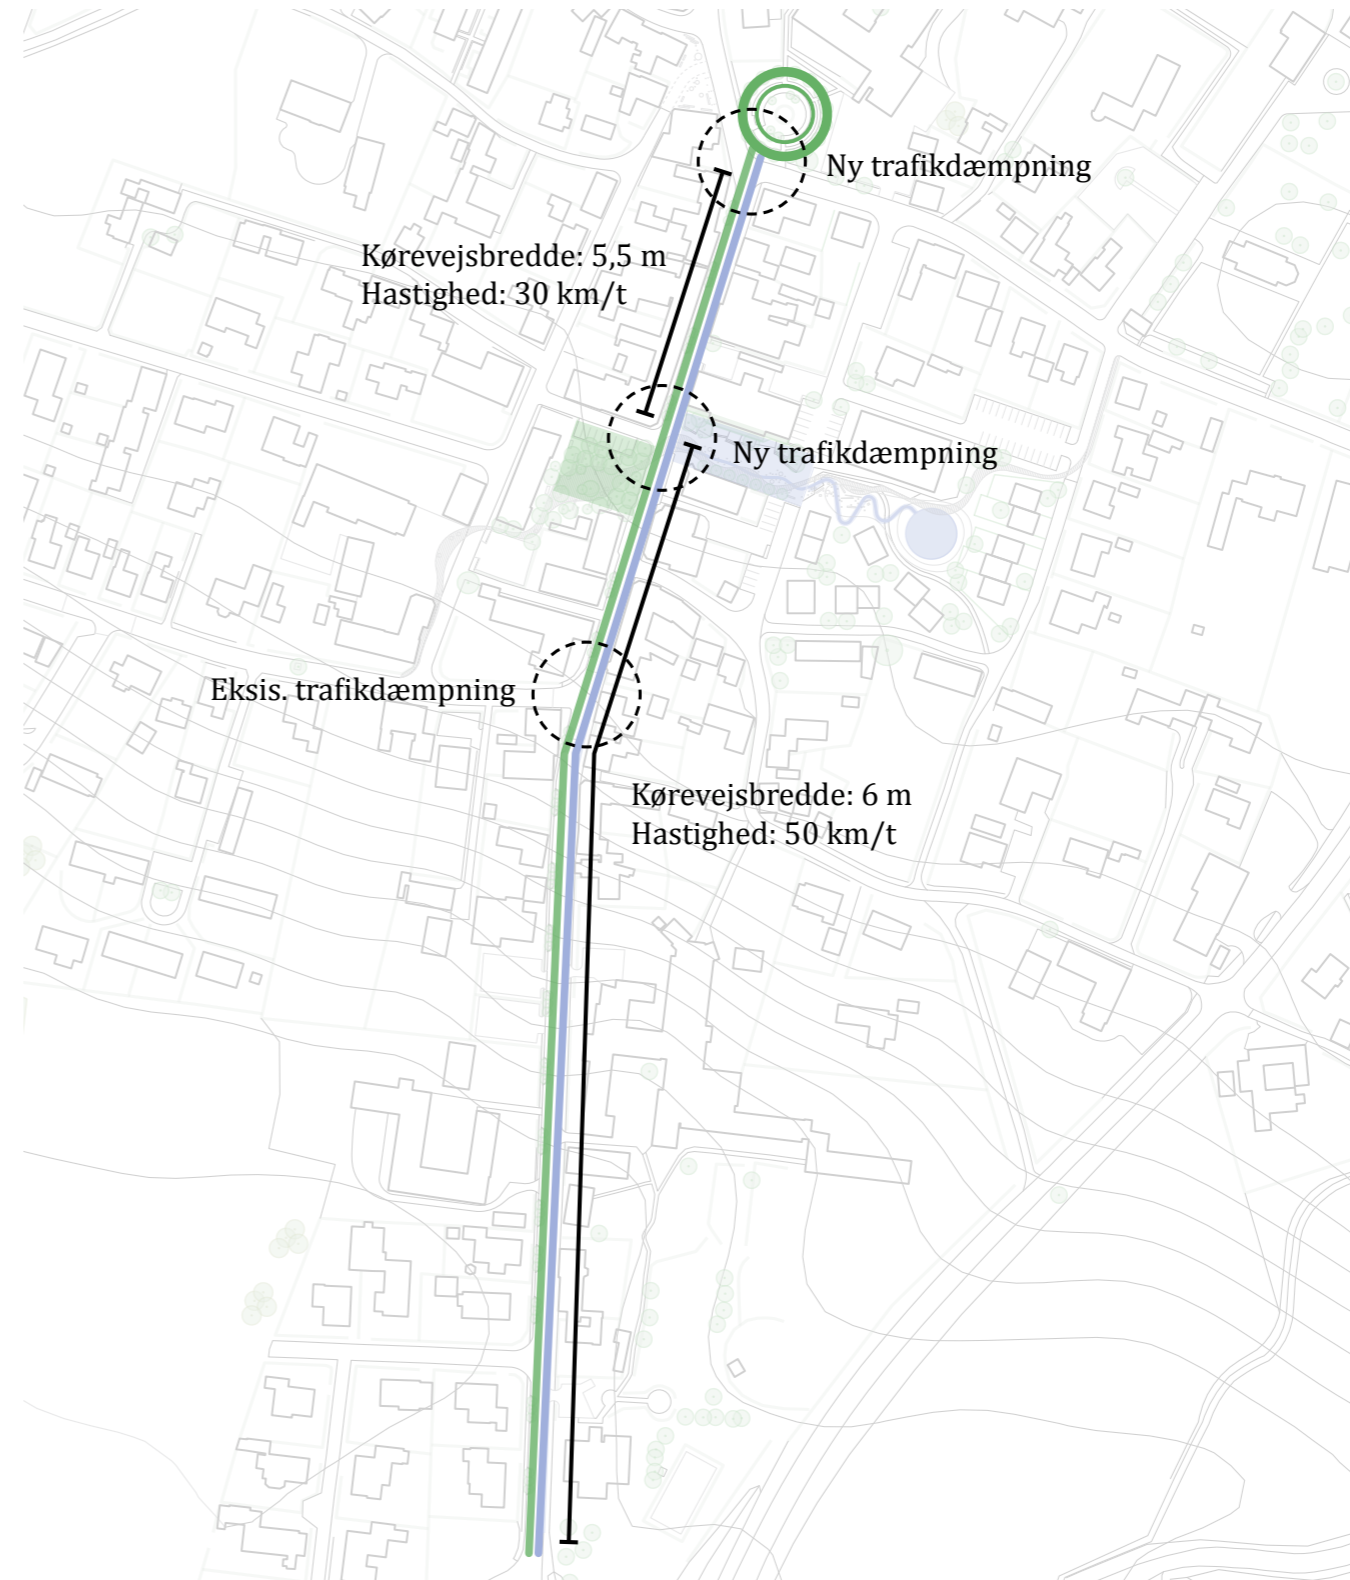 Ny trafikdæmpning
Kørevejsbredde: 5,5 m
Hastighed: 30 km/t
Ny trafikdæmpning
Eksis. trafikdæmpning
Kørevejsbredde: 6 m
Hastighed: 50 km/t